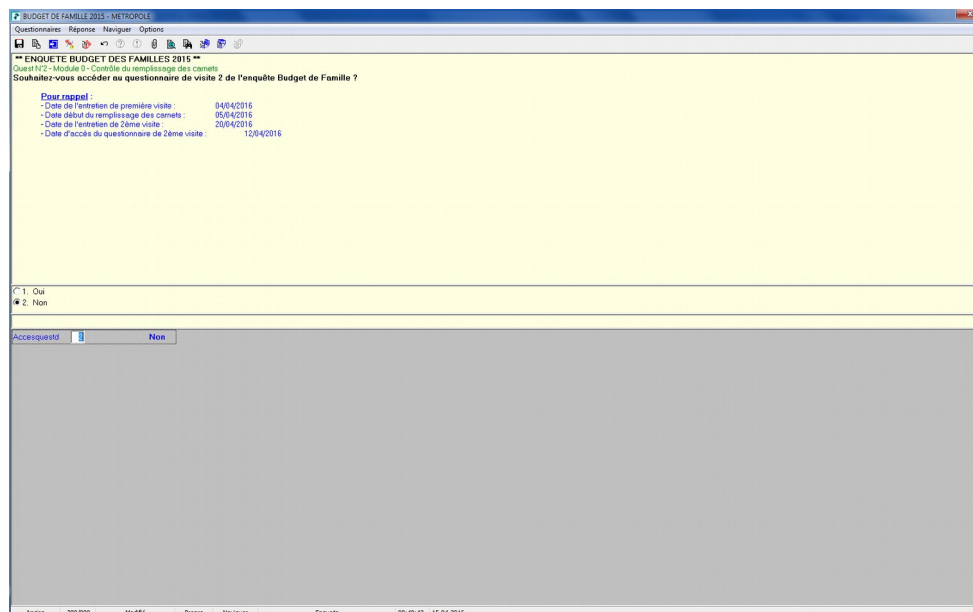 BUDGET DE FAMILLE 2015 - METROPOLE
Questionnaires Réponse Naviguer Options
** ENQUETE BUDGET DES FAMILLES 2015 **
Quest N°2 - Module 0 - Contrôle du remplissage des carnets
Souhaitez-vous accéder au questionnaire de visite 2 de l'enquête Budget de Famille ?
Pour rappel :
- Date de l'entretien de première visite : 04/04/2016
- Date début du remplissage des carnets : 05/04/2016
- Date de l'entretien de 2ème visite : 20/04/2016
- Date d'accès du questionnaire de 2ème visite : 12/04/2016
1. Oui
2. Non
Accesquestd 2 Non